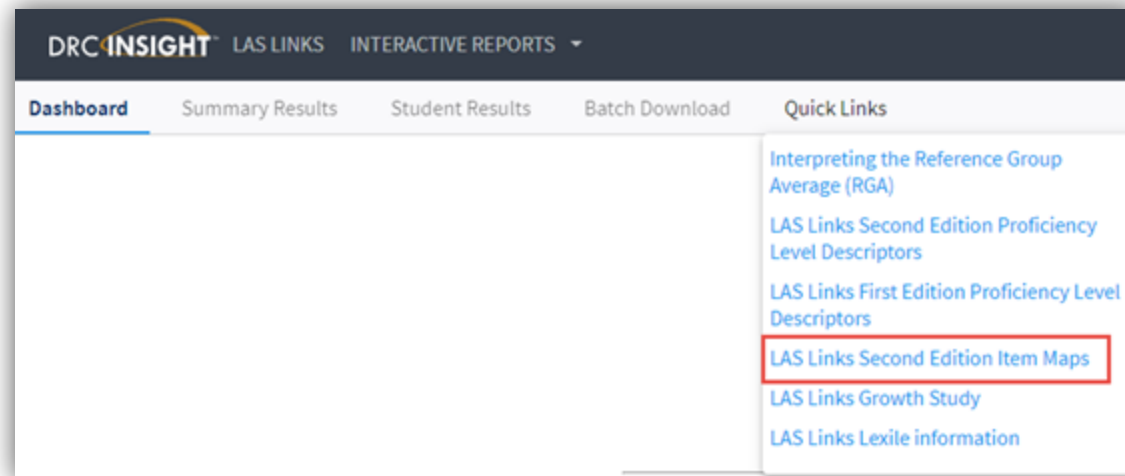 DRC INSIGHT™ LAS LINKS INTERACTIVE REPORTS
Dashboard Summary Results Student Results Batch Download Quick Links
Interpreting the Reference Group
Average (RGA)
LAS Links Second Edition Proficiency
Level Descriptors
LAS Links First Edition Proficiency Level
Descriptors
LAS Links Second Edition Item Maps
LAS Links Growth Study
LAS Links Lexile information